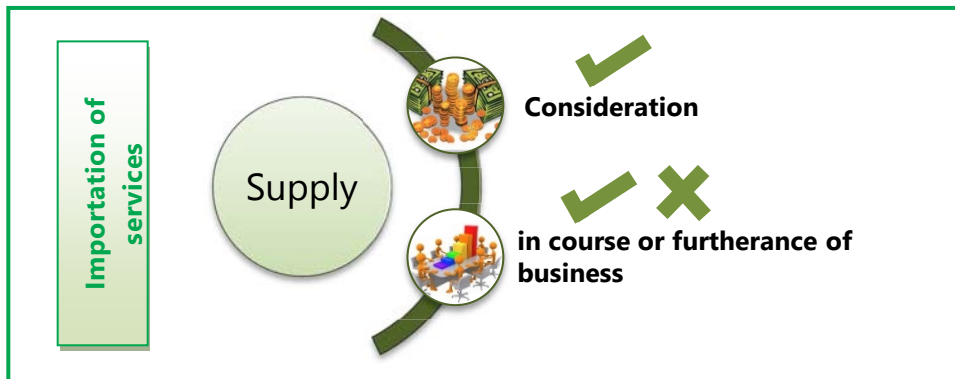 Importation of
services
Supply
Consideration
in course or furtherance of
business